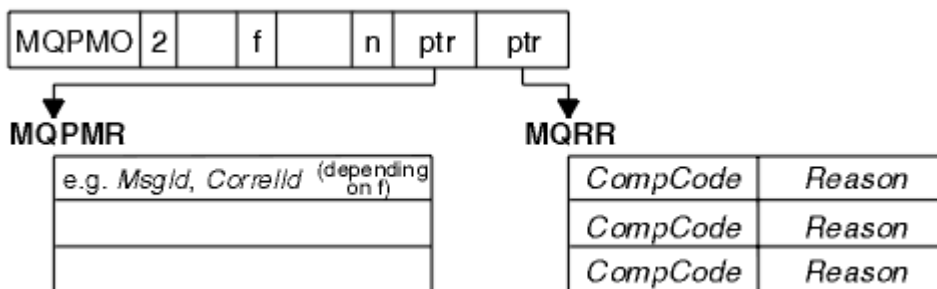 MQPMO 2 f n ptr ptr
MQPMR MQRR
e.g. MsgId, CorrelId (depending on f) CompCode Reason
CompCode Reason
CompCode Reason